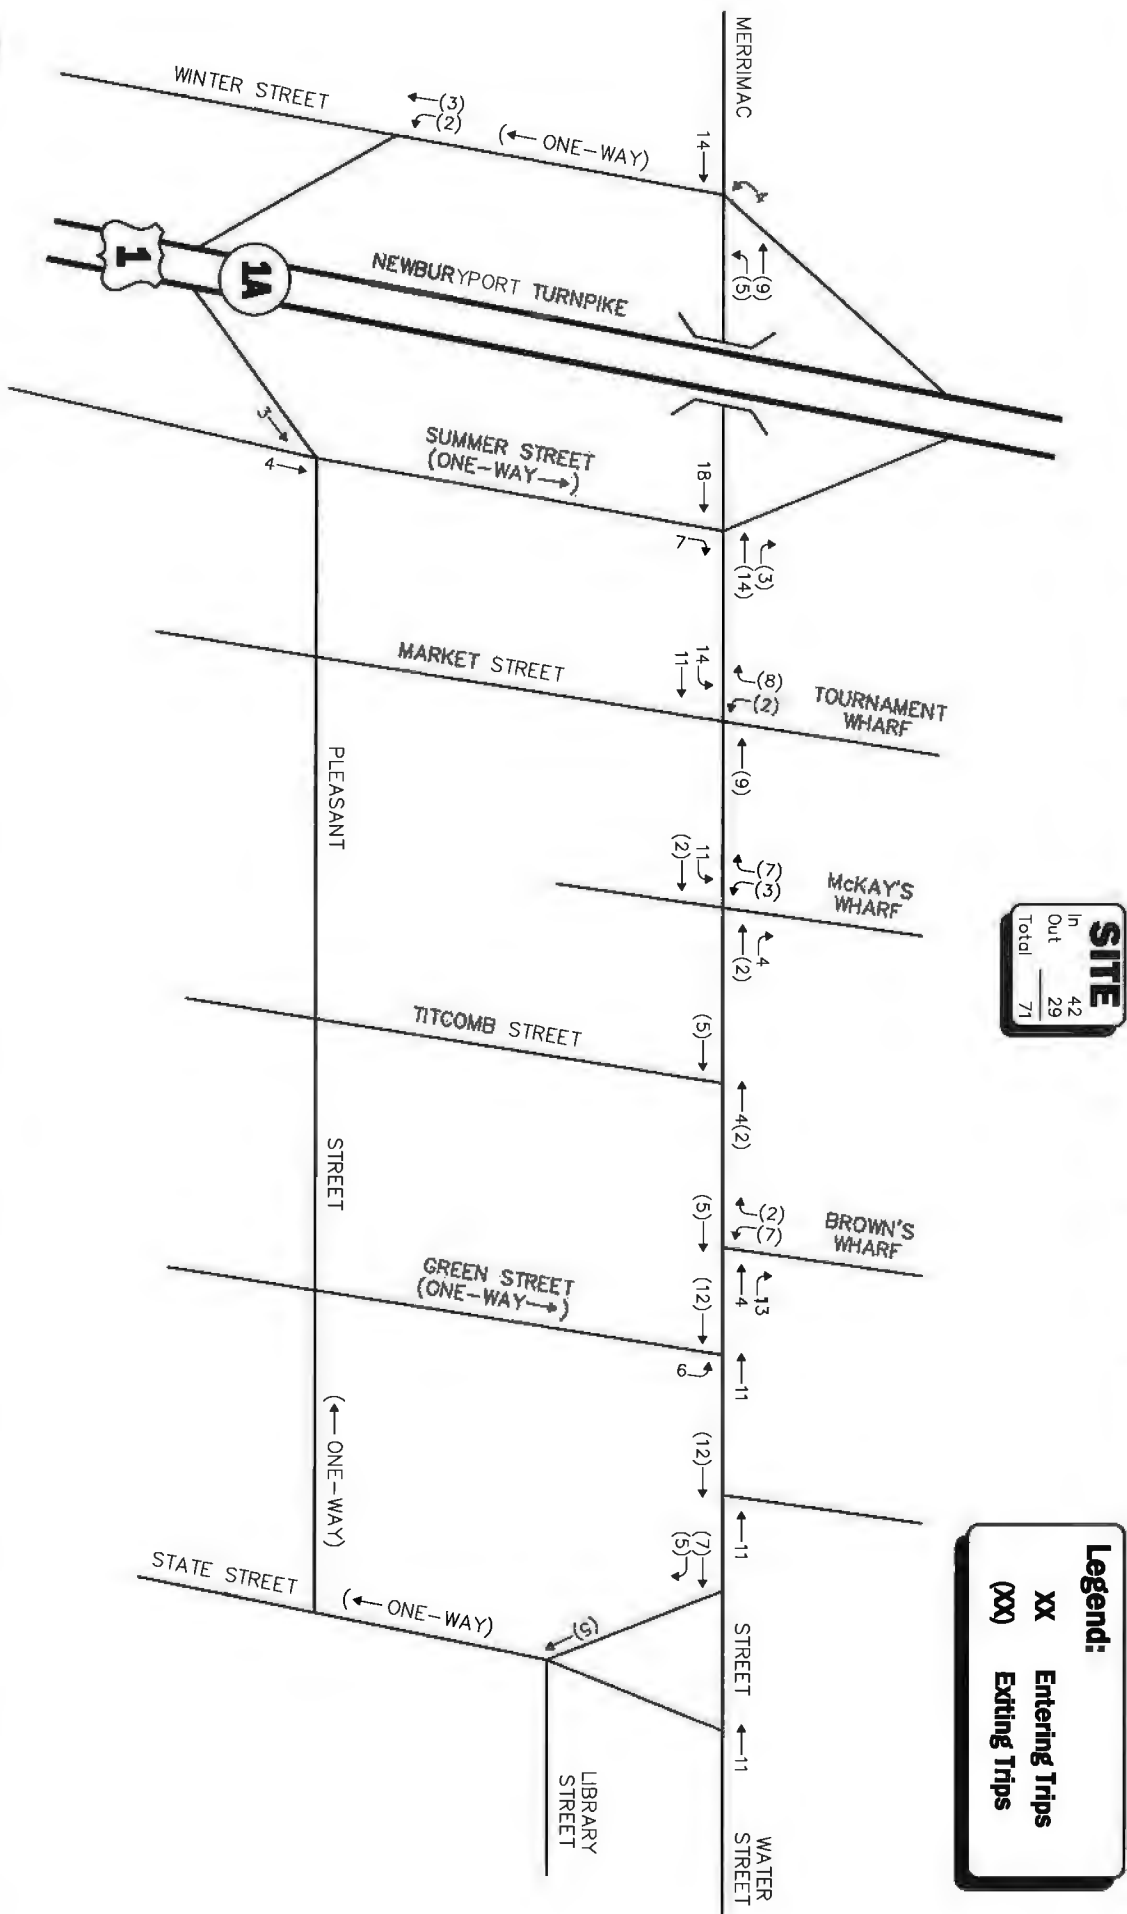 MERRIMAC
WINTER STREET
(3)
(2)
(← ONE-WAY)
14
4
(9)
(5)
1
1A
NEWBURYPORT TURNPIKE
3
4
SUMMER STREET
(ONE-WAY→)
18
7
(3)
(14)
MARKET STREET
14
11
(8)
(2)
TOURNAMENT
WHARF
(9)
PLEASANT
11
(2)
(7)
(3)
McKAY'S
WHARF
4
(2)
SITE
In 42
Out 29
Total 71
TITCOMB STREET
(5)
4(2)
STREET
(5)
(2)
(7)
BROWN'S
WHARF
13
4
GREEN STREET
(ONE-WAY→)
(12)
6
11
(← ONE-WAY)
(12)
11
(7)
(5)
STATE STREET
(← ONE-WAY)
(5)
STREET
11
LIBRARY
STREET
WATER
STREET
Legend:
XX Entering Trips
(XX) Exiting Trips